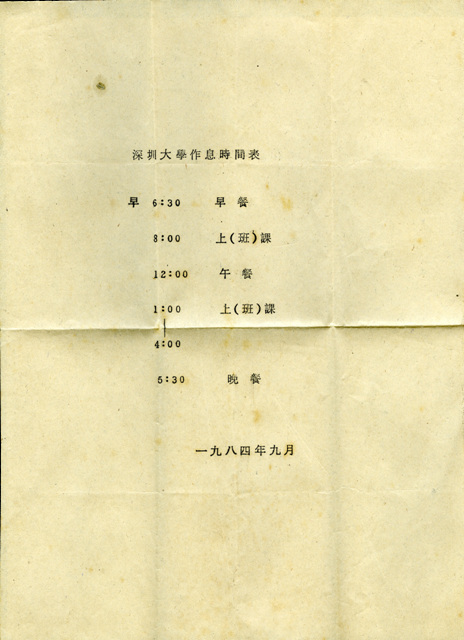 深圳大學作息時間表
早 6:30 早餐
8:00 上(班)課
12:00 午餐
1:00 上(班)課
4:00
5:30 晚餐
一九八四年九月